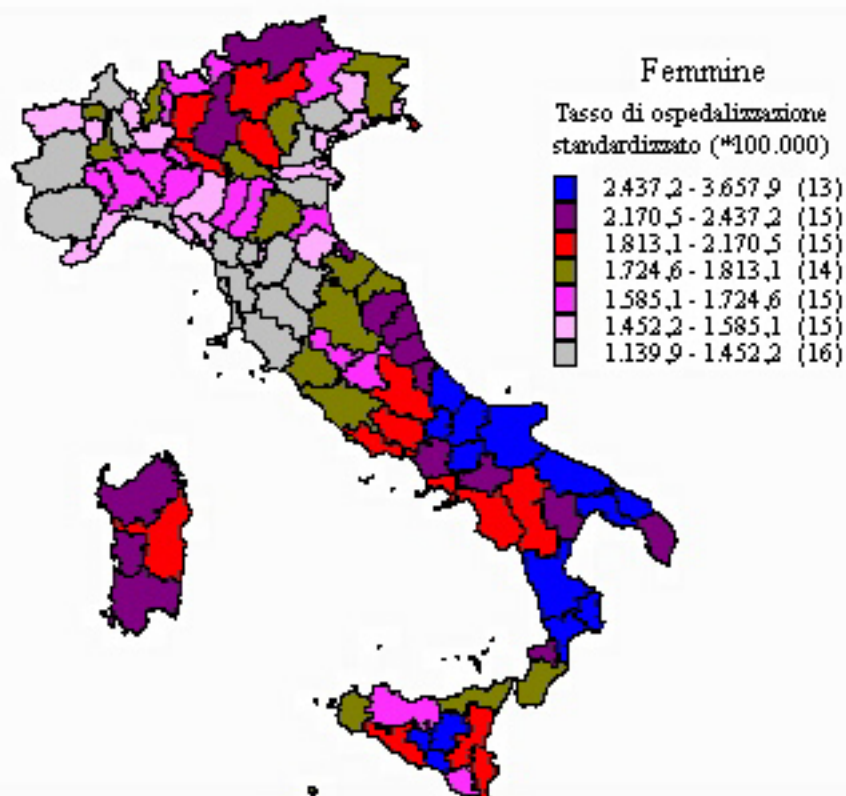 Femmine
Tasso di ospedalizzazione
standardizzato (*100.000)
2.437,2 - 3.657,9 (13)
2.170,5 - 2.437,2 (15)
1.813,1 - 2.170,5 (15)
1.724,6 - 1.813,1 (14)
1.585,1 - 1.724,6 (15)
1.452,2 - 1.585,1 (15)
1.139,9 - 1.452,2 (16)